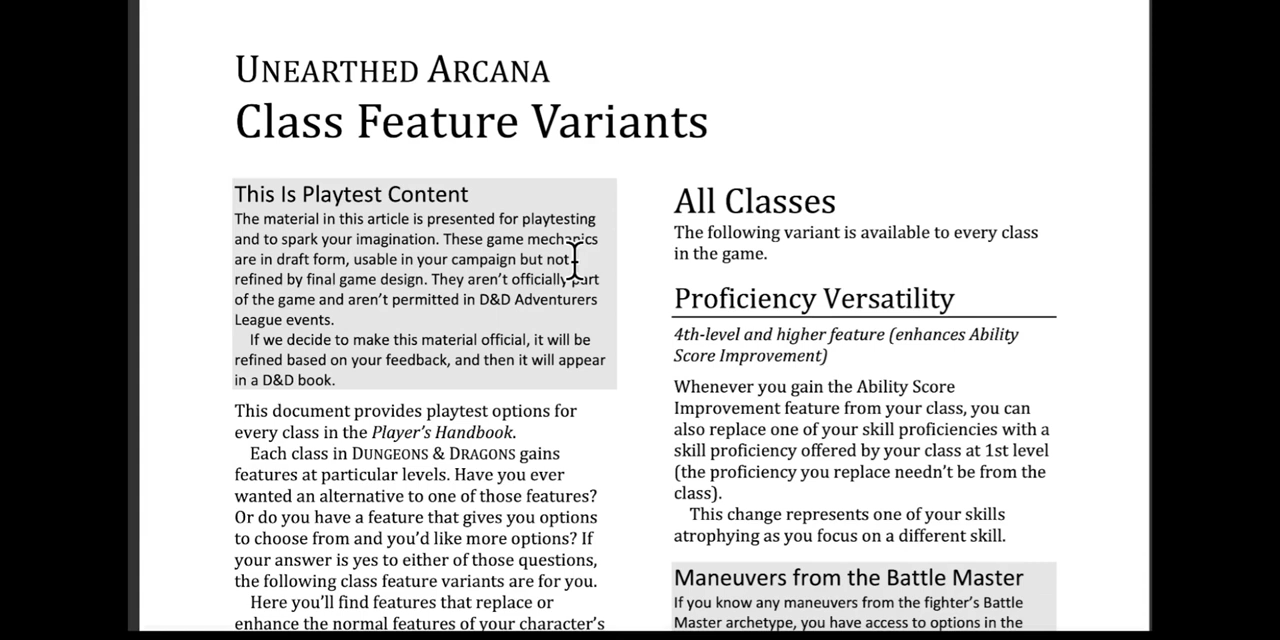 UNEARTHED ARCANA
Class Feature Variants
This Is Playtest Content
The material in this article is presented for playtesting
and to spark your imagination. These game mechanics
are in draft form, usable in your campaign but not
refined by final game design. They aren’t officially part
of the game and aren’t permitted in D&D Adventurers
League events.
If we decide to make this material official, it will be
refined based on your feedback, and then it will appear
in a D&D book.
This document provides playtest options for
every class in the Player’s Handbook.
Each class in DUNGEONS & DRAGONS gains
features at particular levels. Have you ever
wanted an alternative to one of those features?
Or do you have a feature that gives you options
to choose from and you’d like more options? If
your answer is yes to either of those questions,
the following class feature variants are for you.
Here you’ll find features that replace or
enhance the normal features of your character’s
All Classes
The following variant is available to every class
in the game.
Proficiency Versatility
4th-level and higher feature (enhances Ability
Score Improvement)
Whenever you gain the Ability Score
Improvement feature from your class, you can
also replace one of your skill proficiencies with a
skill proficiency offered by your class at 1st level
(the proficiency you replace needn’t be from the
class).
This change represents one of your skills
atrophying as you focus on a different skill.
Maneuvers from the Battle Master
If you know any maneuvers from the fighter’s Battle
Master archetype, you have access to options in the